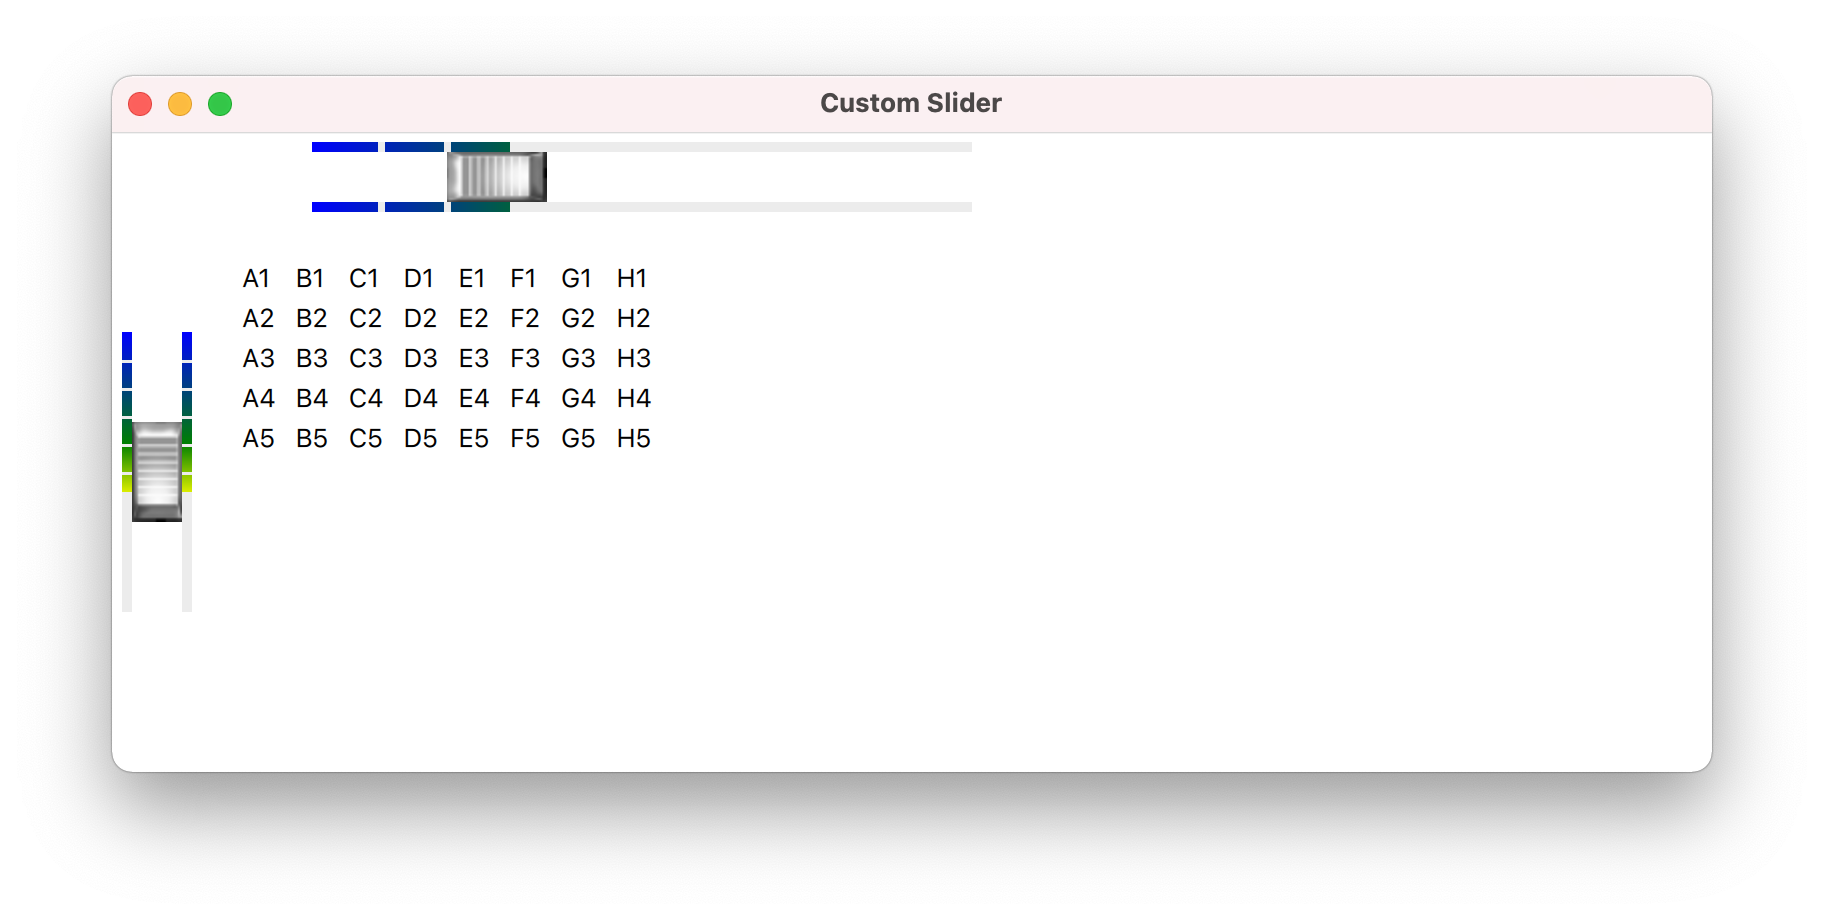 Custom Slider
A1 B1 C1 D1 E1 F1 G1 H1
A2 B2 C2 D2 E2 F2 G2 H2
A3 B3 C3 D3 E3 F3 G3 H3
A4 B4 C4 D4 E4 F4 G4 H4
A5 B5 C5 D5 E5 F5 G5 H5